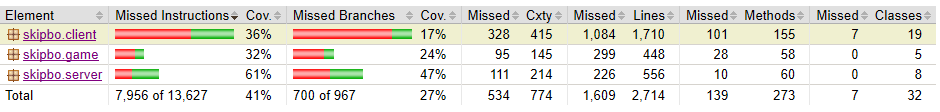 Element Missed Instructions Cov. Missed Branches Cov. Missed Cxty Missed Lines Missed Methods Missed Classes
skipbo.client 36% 17% 328 415 1,084 1,710 101 155 7 19
skipbo.game 32% 24% 95 145 299 448 28 58 0 5
skipbo.server 61% 47% 111 214 226 556 10 60 0 8
Total 7,956 of 13,627 41% 700 of 967 27% 534 774 1,609 2,714 139 273 7 32